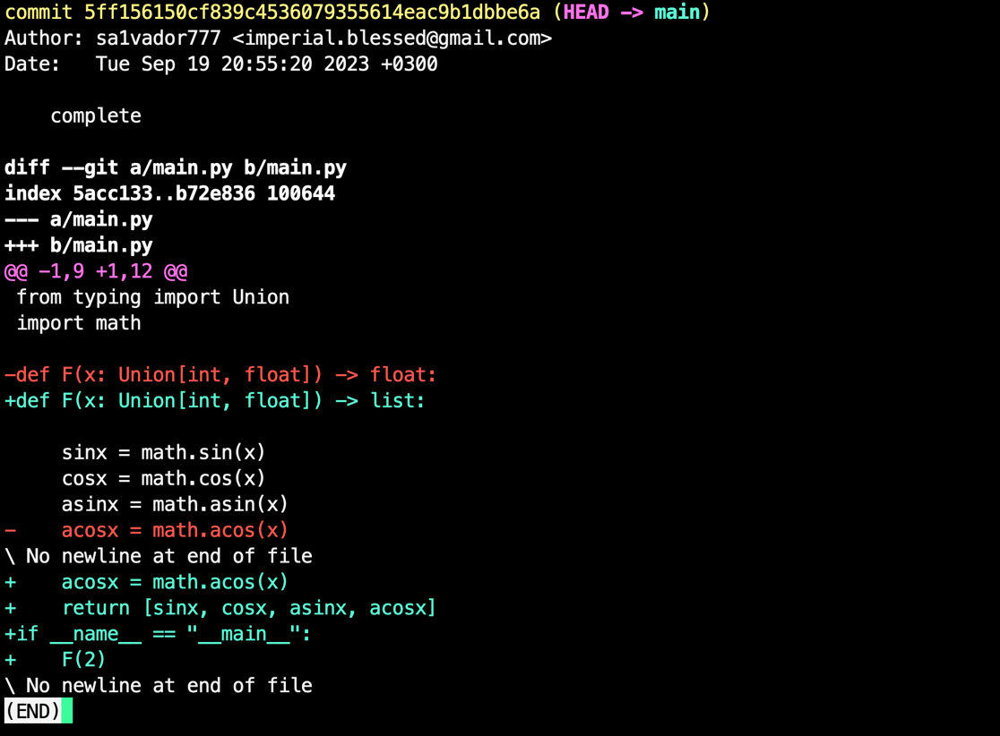 commit 5ff156150cf839c4536079355614eac9b1dbbe6a (HEAD -> main)
Author: sa1vador777 <imperial.blessed@gmail.com>
Date:   Tue Sep 19 20:55:20 2023 +0300

    complete

diff --git a/main.py b/main.py
index 5acc133..b72e836 100644
--- a/main.py
+++ b/main.py
@@ -1,9 +1,12 @@
 from typing import Union
 import math

-def F(x: Union[int, float]) -> float:
+def F(x: Union[int, float]) -> list:

     sinx = math.sin(x)
     cosx = math.cos(x)
     asinx = math.asin(x)
-    acosx = math.acos(x)
\ No newline at end of file
+    acosx = math.acos(x)
+    return [sinx, cosx, asinx, acosx]
+if __name__ == "__main__":
+    F(2)
\ No newline at end of file
(END)